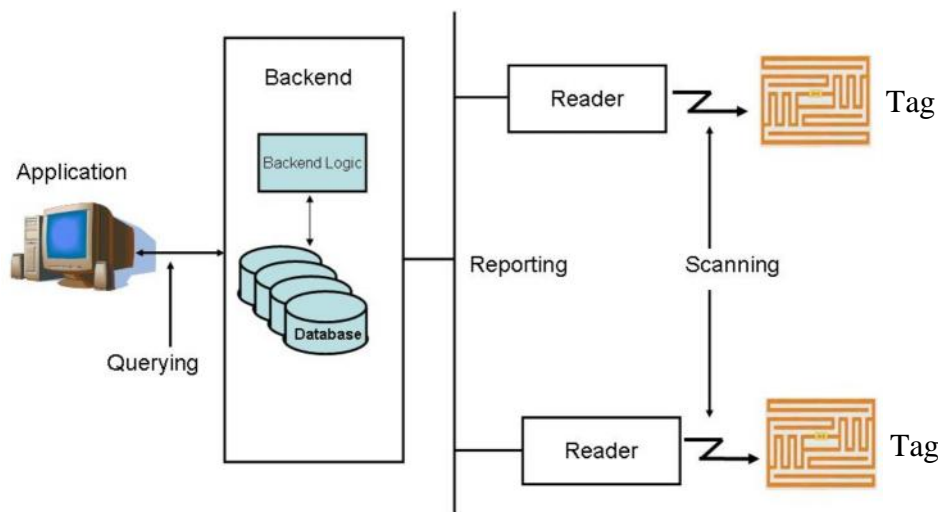 Backend
Reader
Tag
Backend Logic
Application
Reporting
Scanning
Database
Querying
Reader
Tag